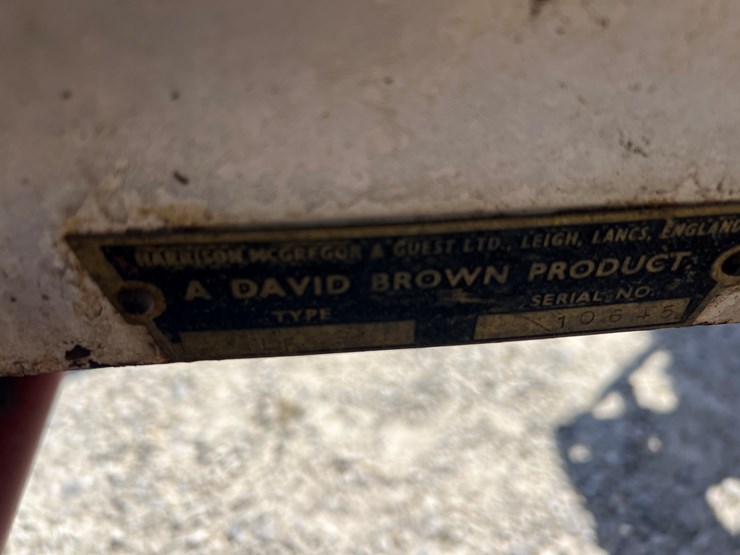 HARRISON MCGREGOR & GUEST LTD., LEIGH, LANCS, ENGLAND
A DAVID BROWN PRODUCT
TYPE
SERIAL NO.
10645